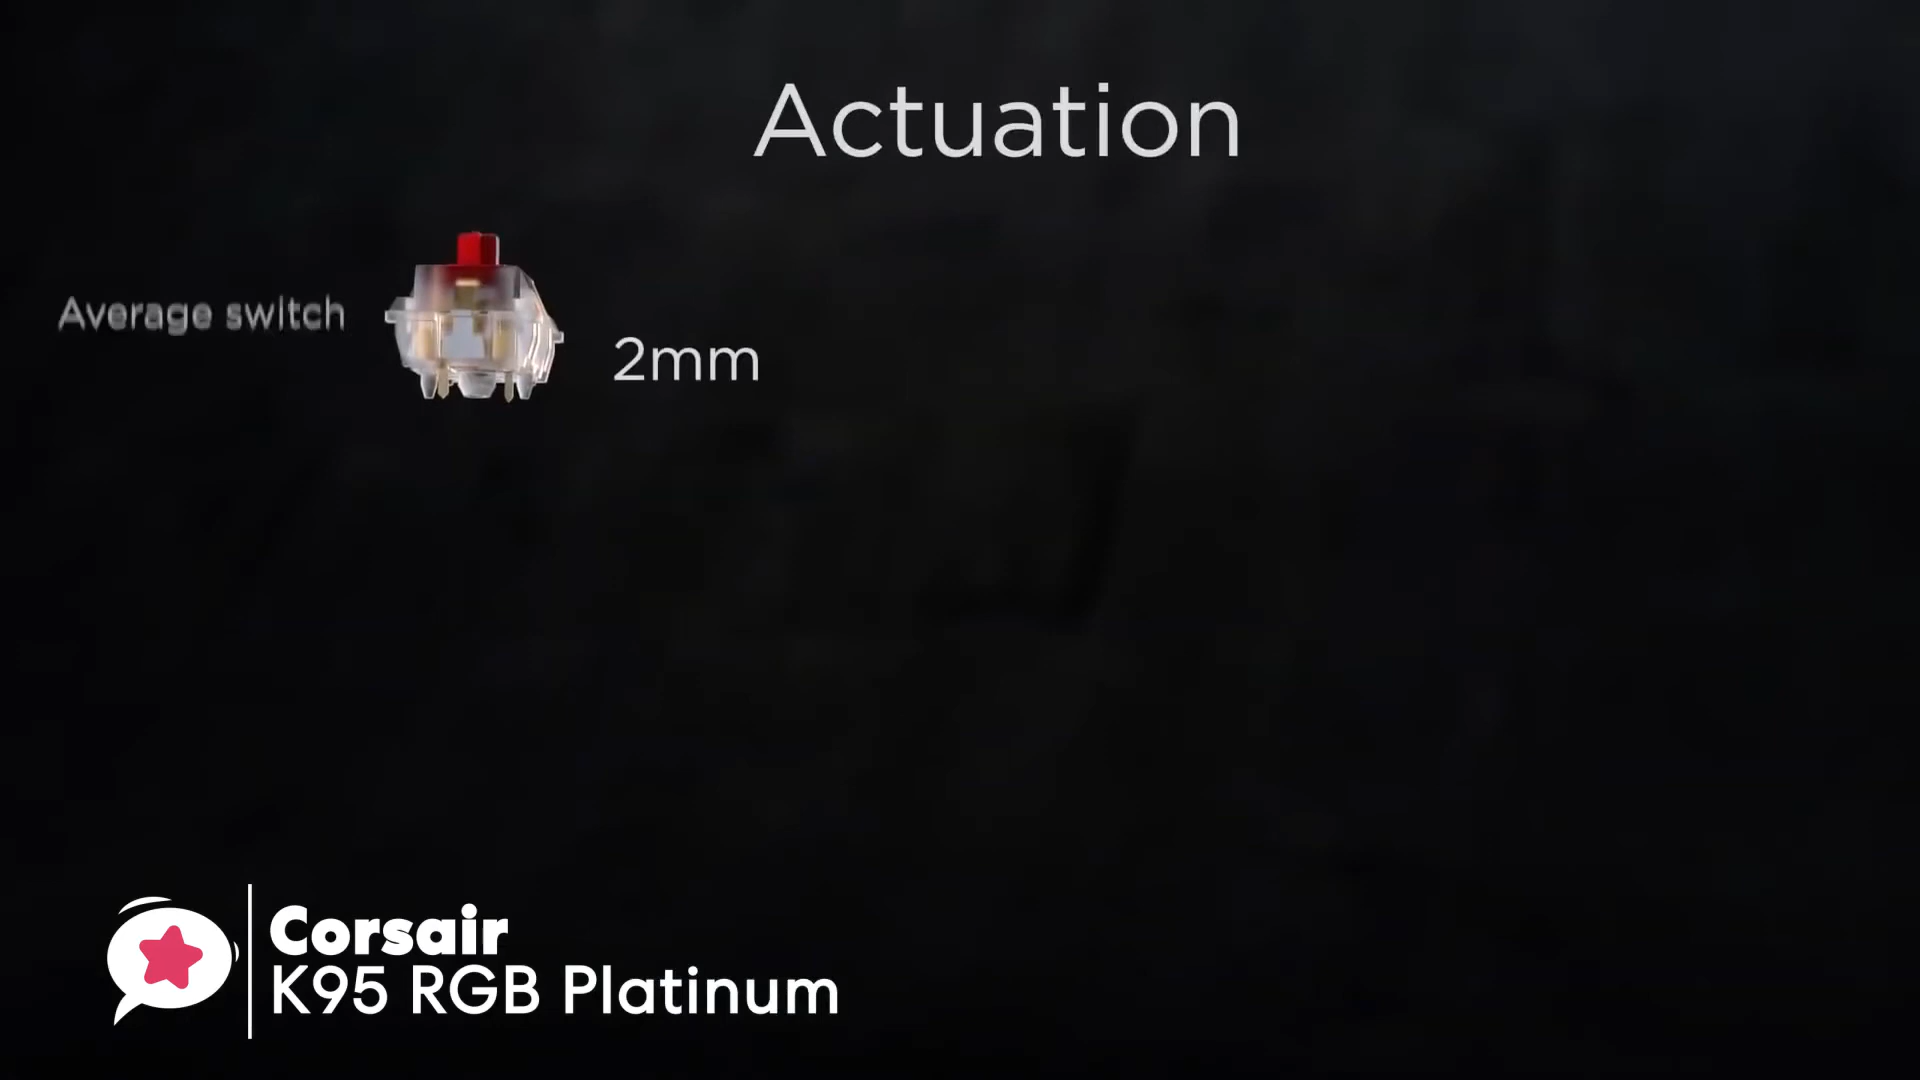 Actuation
Average switch
2mm
Corsair
K95 RGB Platinum